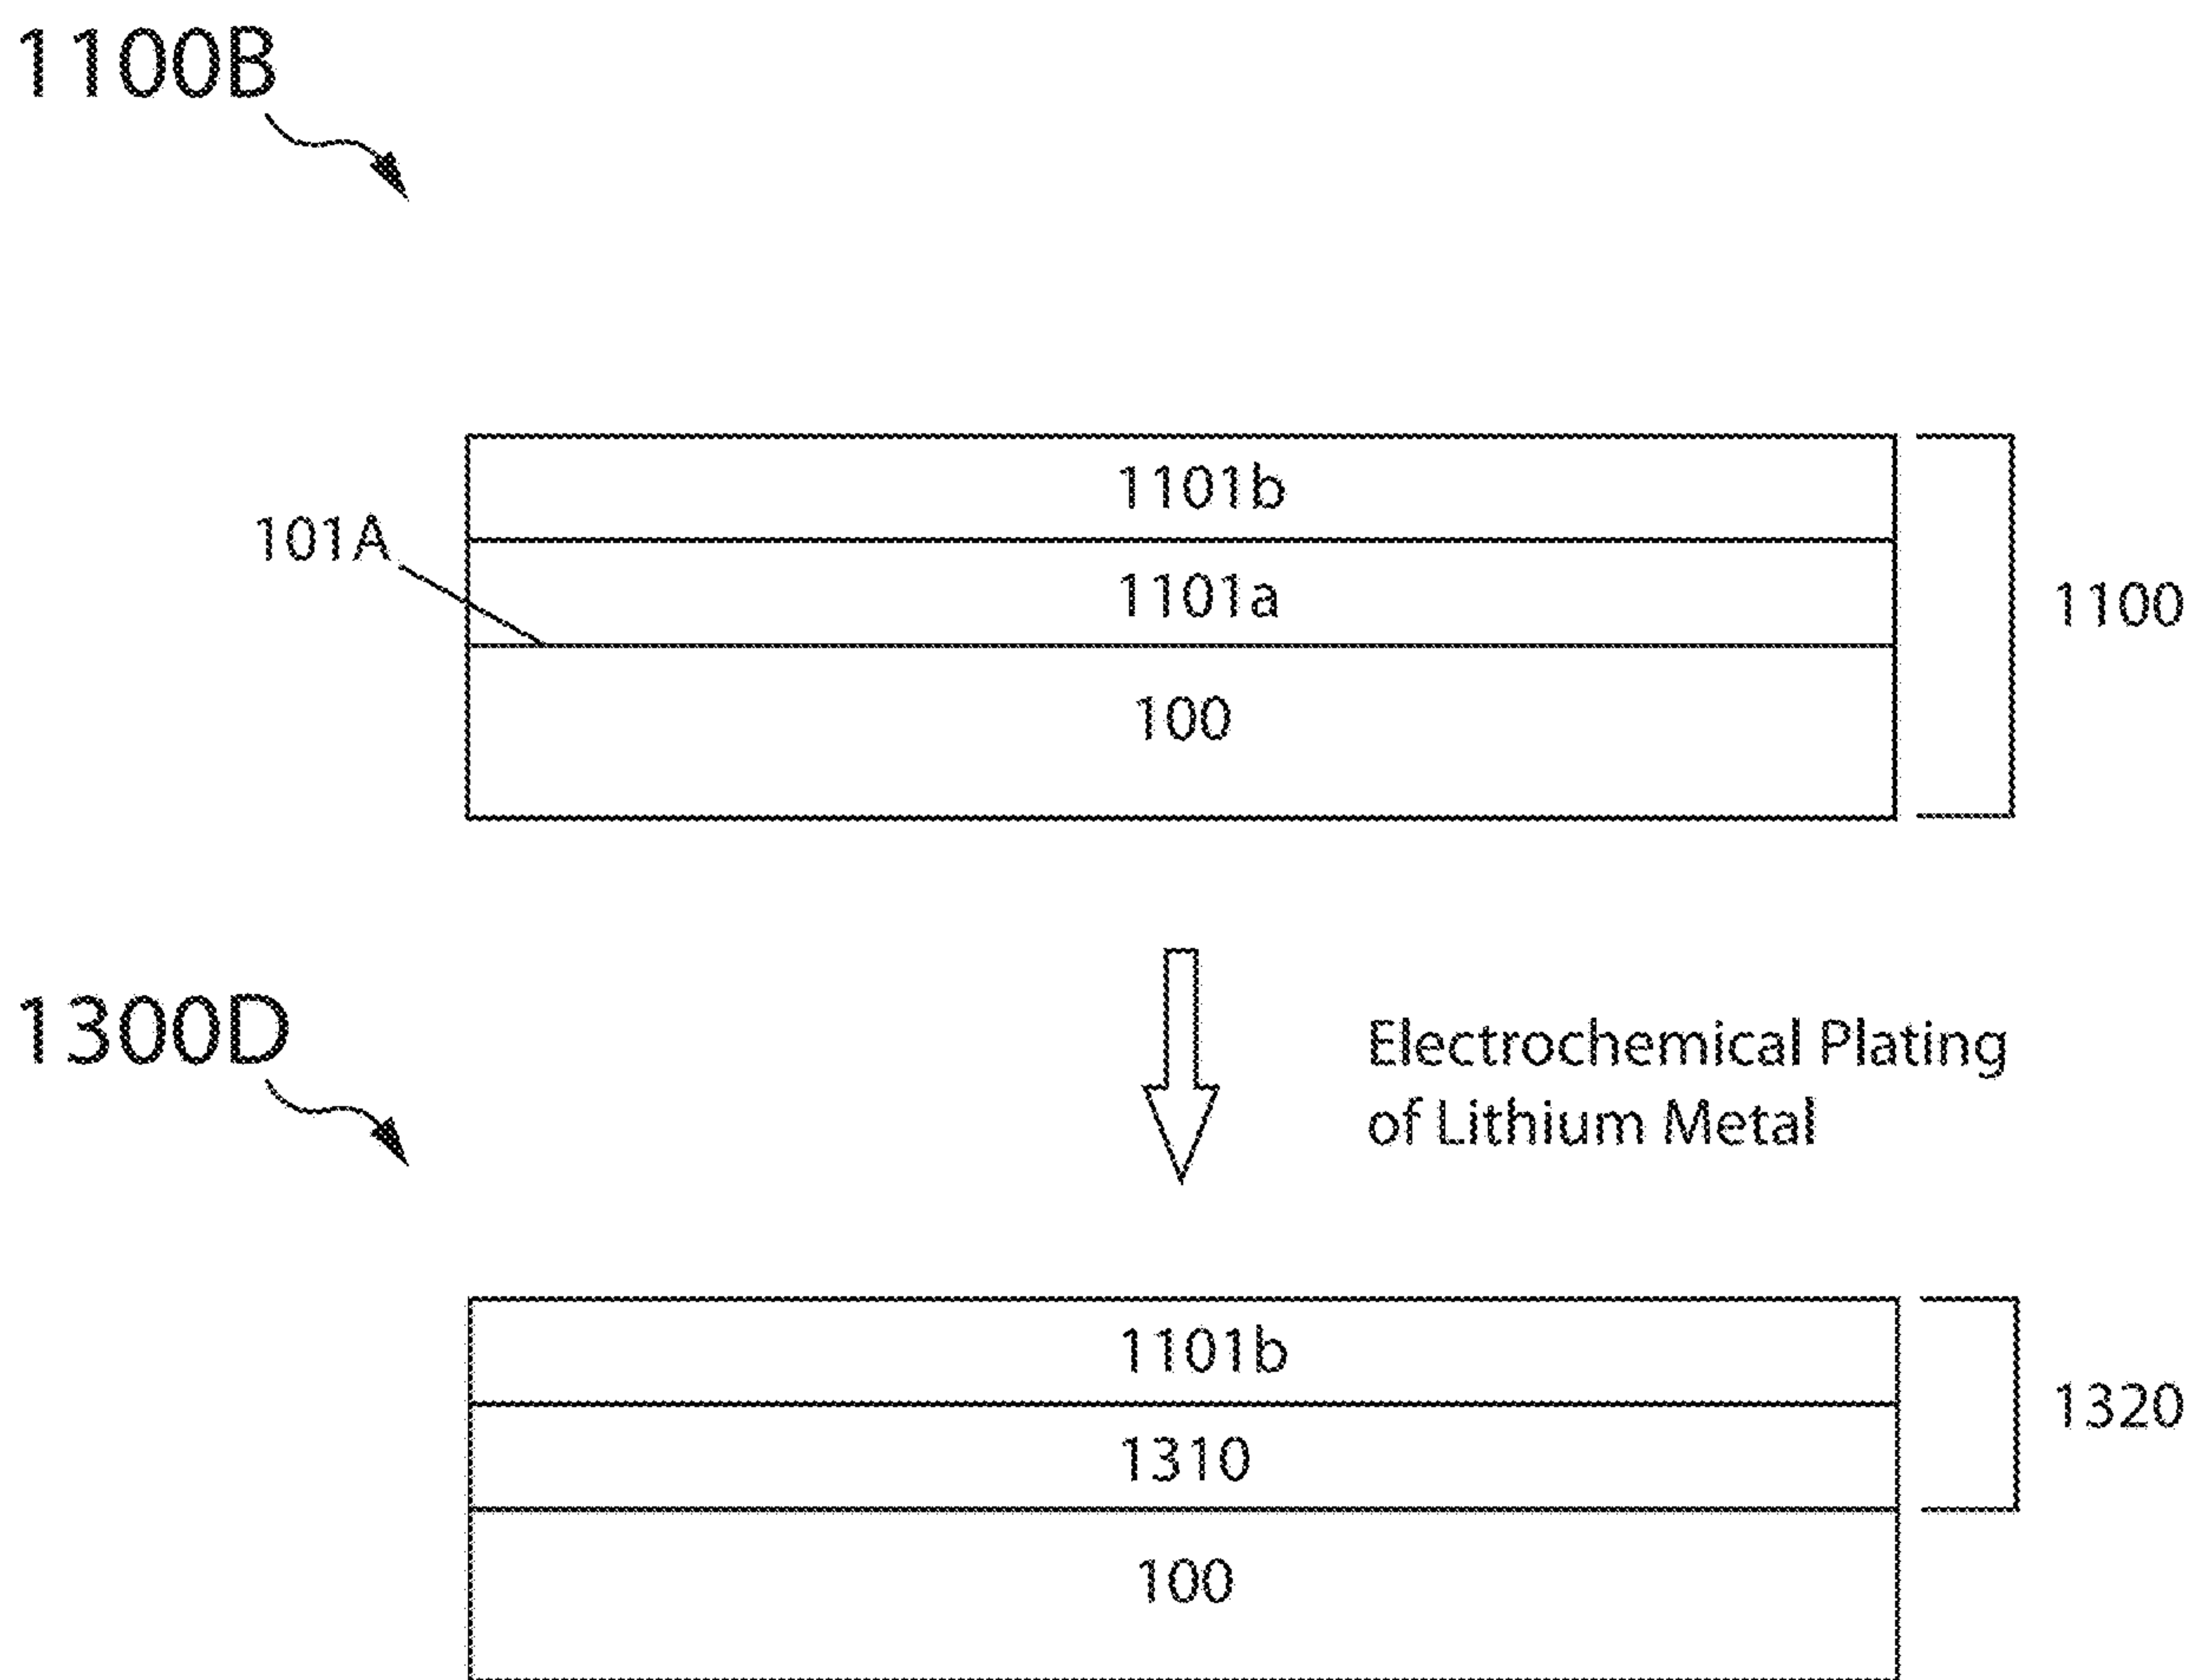 1100B
1101b
101A
1101a
1100
100
1300D
Electrochemical Plating
of Lithium Metal
1101b
1320
1310
100